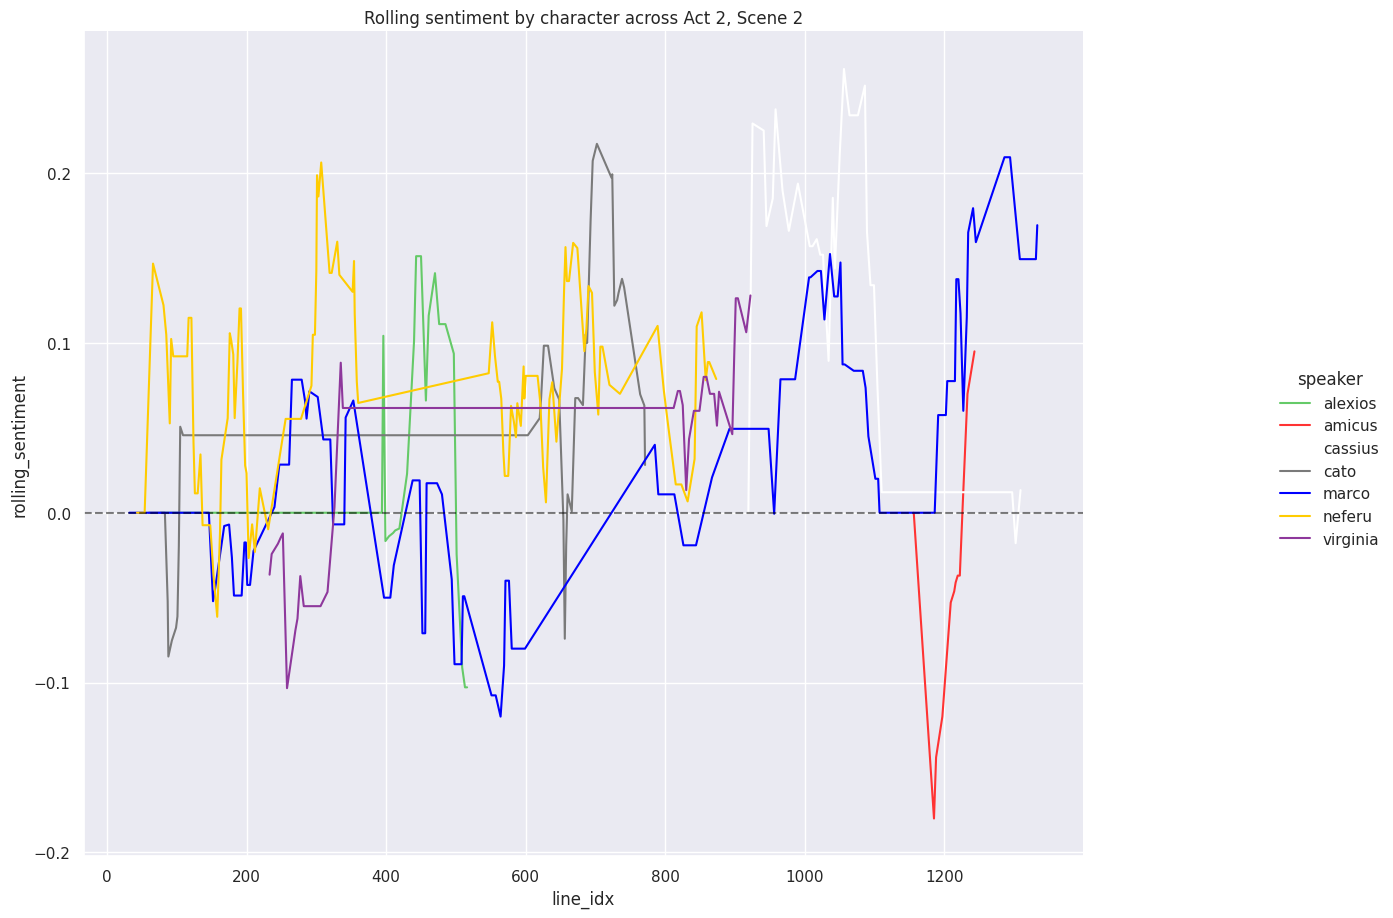 Rolling sentiment by character across Act 2, Scene 2
rolling_sentiment
0.2
0.1
0.0
−0.1
−0.2
0
200
400
600
800
1000
1200
line_idx
speaker
alexios
amicus
cassius
cato
marco
neferu
virginia